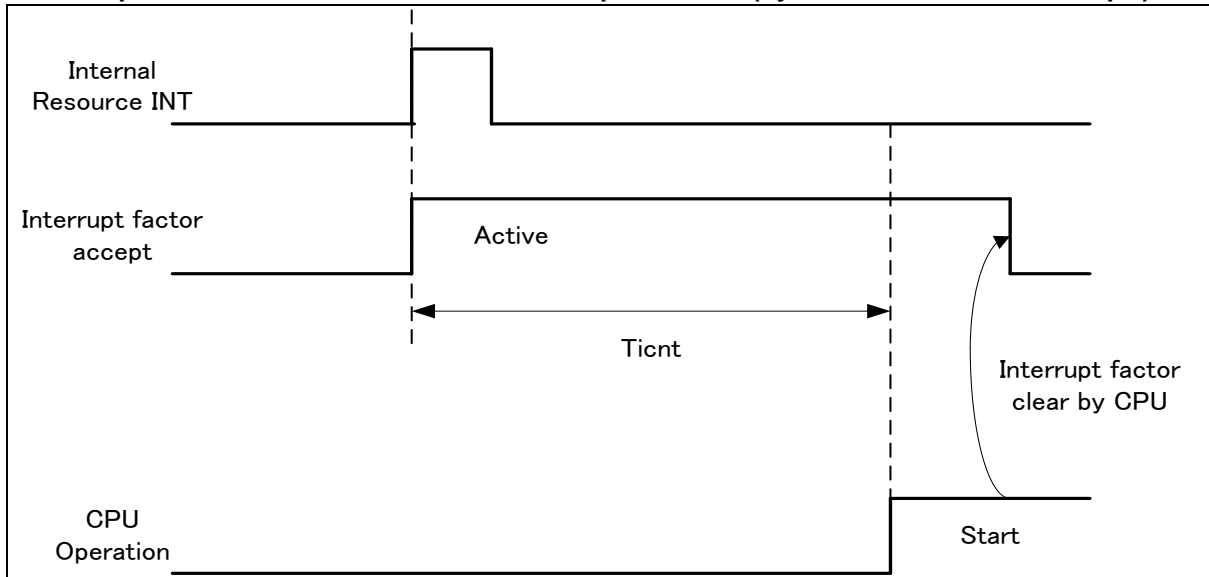 Internal
Resource INT
Interrupt factor
accept
Active
Ticnt
Interrupt factor
clear by CPU
CPU
Operation
Start